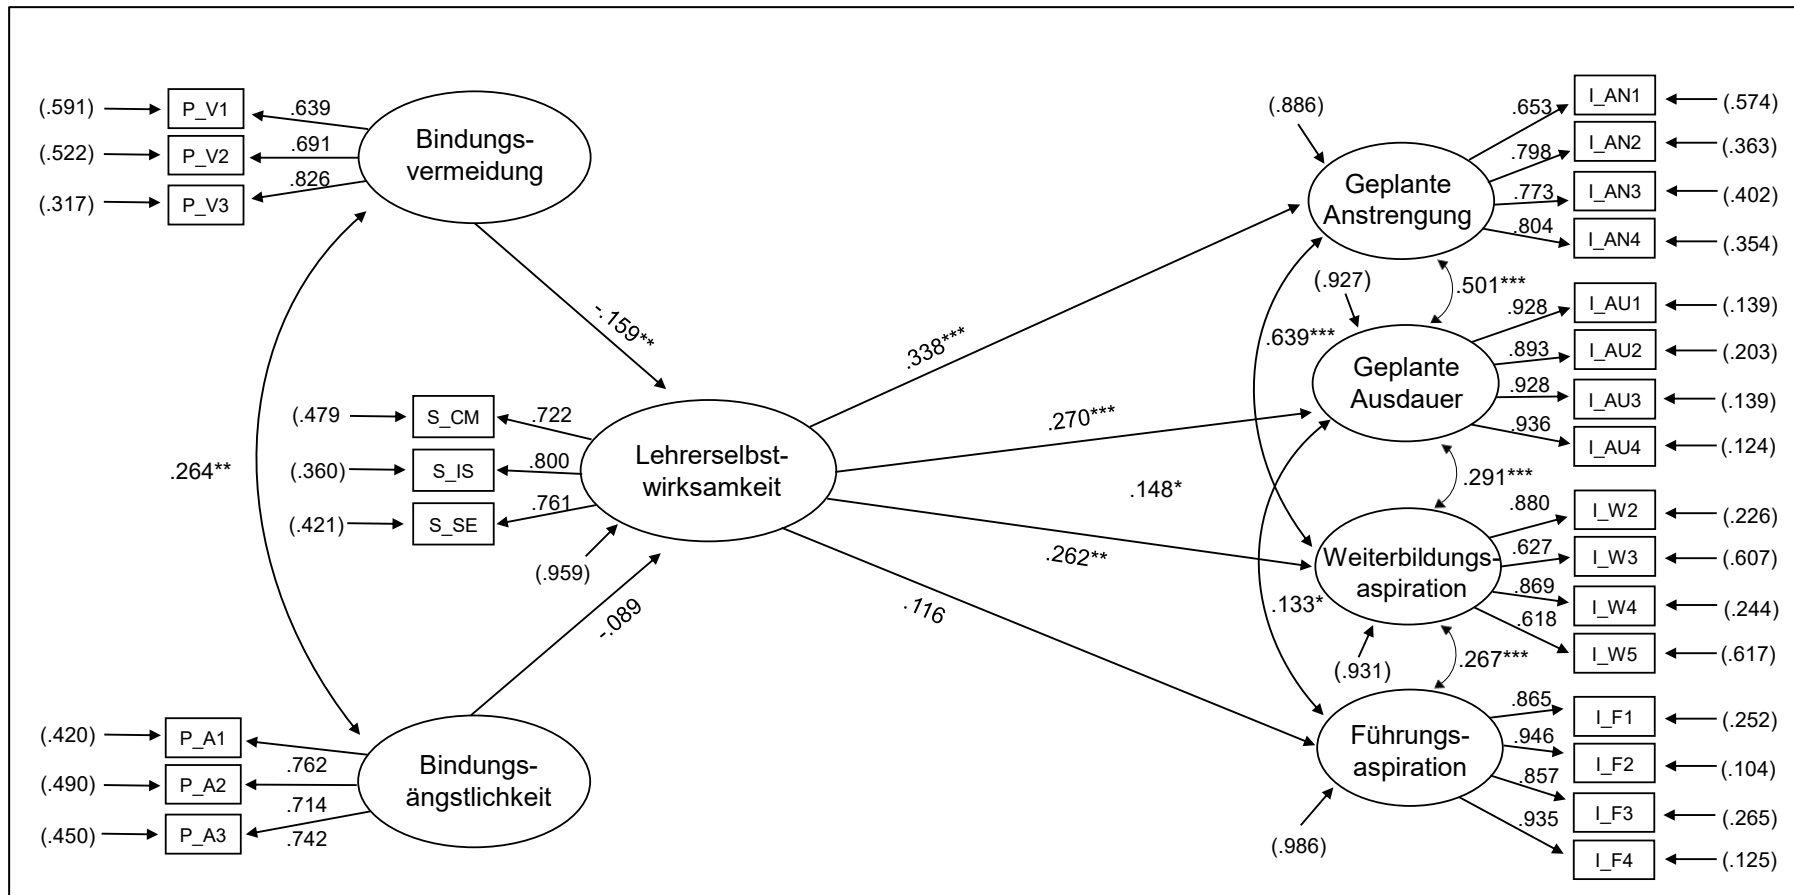 (.591)
P_V1
.639
(.522)
P_V2
.691
(.317)
P_V3
.826
Bindungs-
vermeidung
-.159**
.264**
(.479
S_CM
.722
(.360)
S_IS
.800
(.421)
S_SE
.761
(.959)
Lehrerselbst-
wirksamkeit
-.089
(.420)
P_A1
.762
(.490)
P_A2
.714
(.450)
P_A3
.742
Bindungs-
ängstlichkeit
.338***
.270***
.148*
.262**
.116
(.886)
Geplante
Anstrengung
.653
I_AN1
(.574)
.798
I_AN2
(.363)
.773
I_AN3
(.402)
.804
I_AN4
(.354)
.501***
(.927)
.639***
Geplante
Ausdauer
.928
I_AU1
(.139)
.893
I_AU2
(.203)
.928
I_AU3
(.139)
.936
I_AU4
(.124)
.291***
Weiterbildungs-
aspiration
.880
I_W2
(.226)
.627
I_W3
(.607)
.869
I_W4
(.244)
.618
I_W5
(.617)
.133*
(.931)
.267***
Führungs-
aspiration
(.986)
.865
I_F1
(.252)
.946
I_F2
(.104)
.857
I_F3
(.265)
.935
I_F4
(.125)